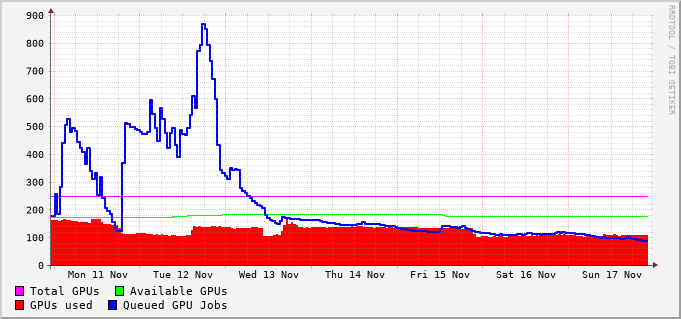 900
800
700
600
500
400
300
200
100
0
Mon 11 Nov Tue 12 Nov Wed 13 Nov Thu 14 Nov Fri 15 Nov Sat 16 Nov Sun 17 Nov
Total GPUs Available GPUs
GPUs used Queued GPU Jobs
RRDTOOL / TOBI OETIKER